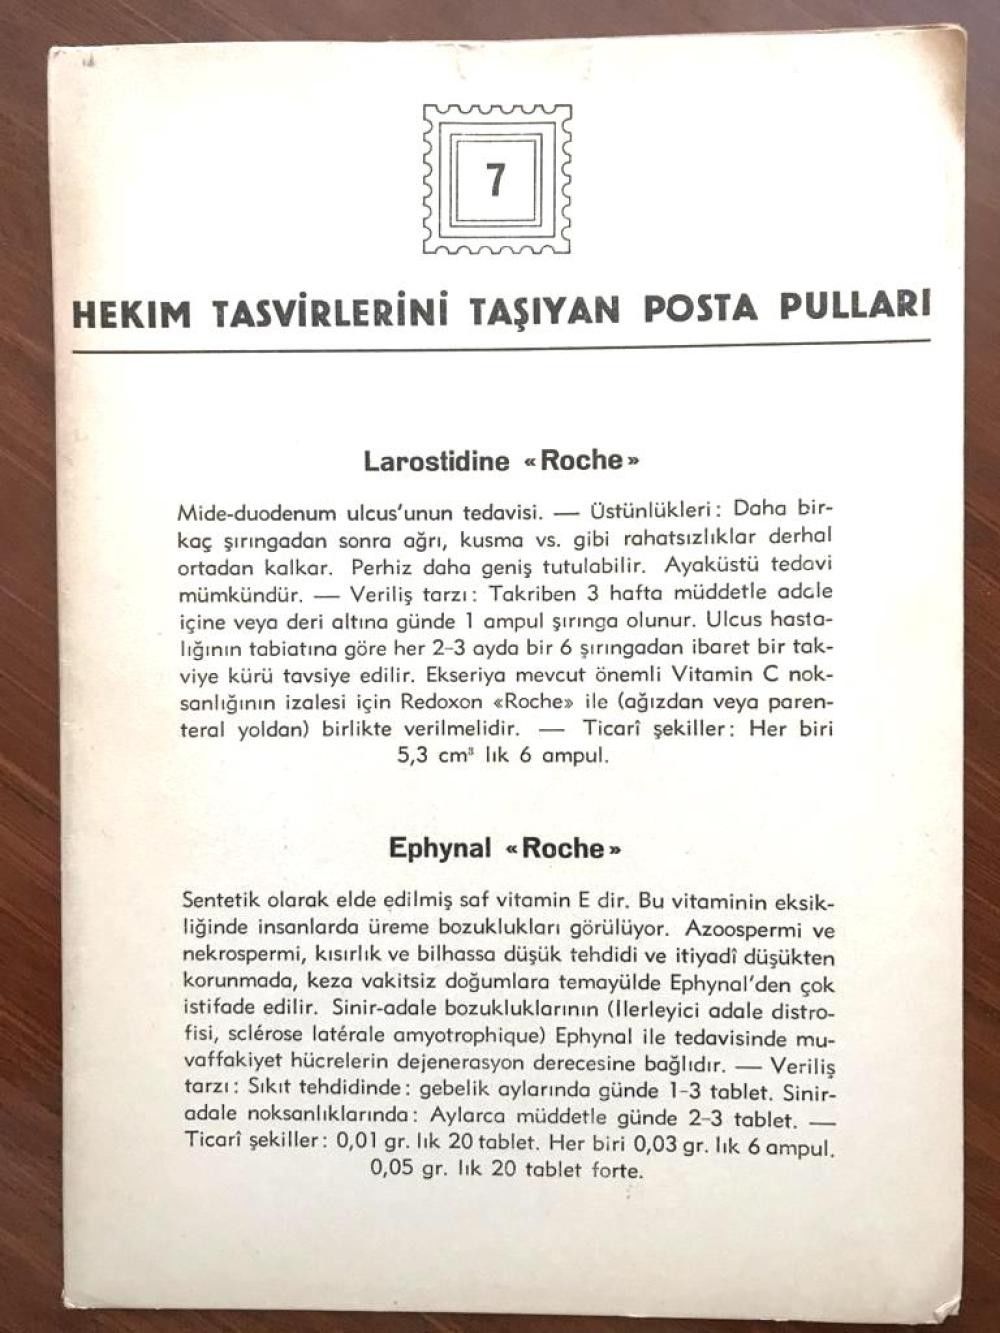 7
HEKIM TASVİRLERİNİ TAŞIYAN POSTA PULLARI
Larostidine «Roche»
Mide-duodenum ulcus'unun tedavisi. — Üstünlükleri: Daha bir-
kaç şırıngadan sonra ağrı, kusma vs. gibi rahatsızlıklar derhal
ortadan kalkar. Perhiz daha geniş tutulabilir. Ayaküstü tedavi
mümkündür. — Veriliş tarzı: Takriben 3 hafta müddetle adale
içine veya deri altına günde 1 ampul şırınga olunur. Ulcus hasta-
lığının tabiatına göre her 2-3 ayda bir 6 şırıngadan ibaret bir tak-
viye kürü tavsiye edilir. Ekseriya mevcut önemli Vitamin C nok-
sanlığının izalesi için Redoxon «Roche» ile (ağızdan veya paren-
teral yoldan) birlikte verilmelidir. — Ticarî şekiller: Her biri
5,3 cm³ lık 6 ampul.
Ephynal «Roche»
Sentetik olarak elde edilmiş saf vitamin E dir. Bu vitaminin eksik-
liğinde insanlarda üreme bozuklukları görülüyor. Azoospermi ve
nekrospermi, kısırlık ve bilhassa düşük tehdidi ve itiyadî düşükten
korunmada, keza vakitsiz doğumlara temayülde Ephynal'den çok
istifade edilir. Sinir-adale bozukluklarının (Ilerleyici adale distro-
fisi, sclérose latérale amyotrophique) Ephynal ile tedavisinde mu-
vaffakiyet hücrelerin dejenerasyon derecesine bağlıdır. — Veriliş
tarzı: Sıkıt tehdidinde: gebelik aylarında günde 1-3 tablet. Sinir-
adale noksanlıklarında: Aylarca müddetle günde 2-3 tablet. —
Ticarî şekiller: 0,01 gr. lık 20 tablet. Her biri 0,03 gr. lık 6 ampul.
0,05 gr. lık 20 tablet forte.